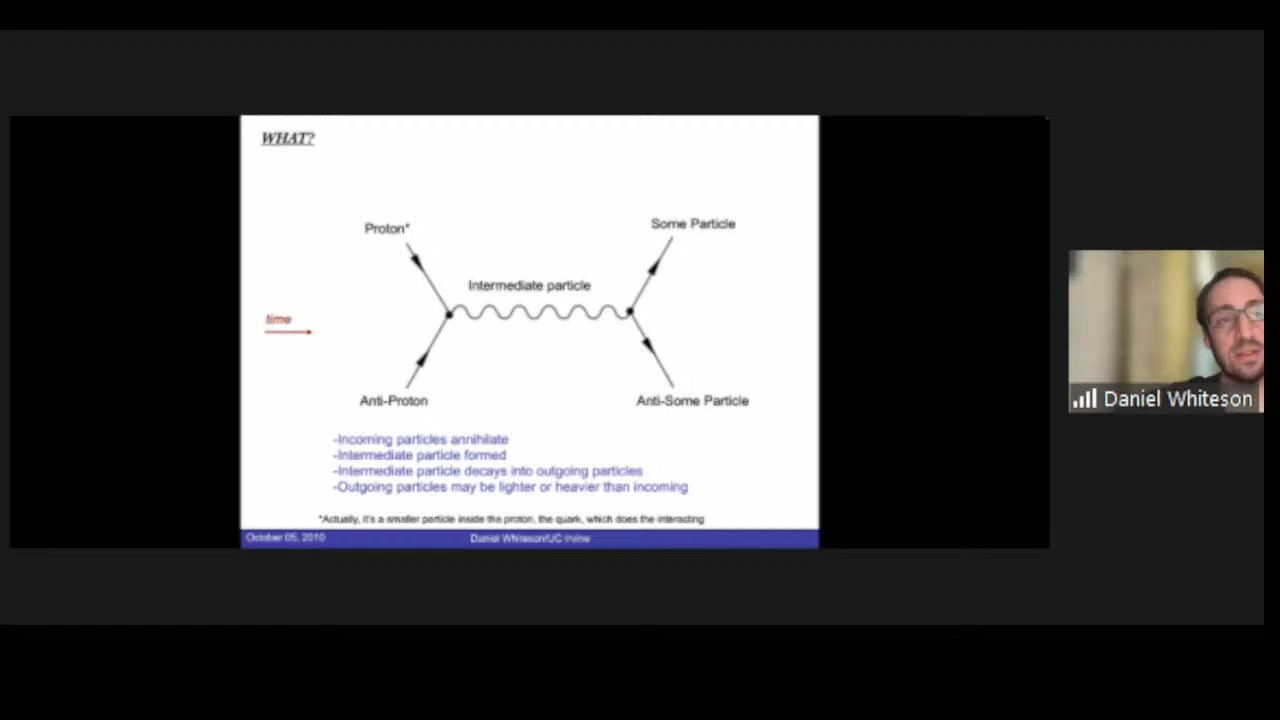 WHAT?
Proton*
Some Particle
Intermediate particle
time
Anti-Proton
Anti-Some Particle
-Incoming particles annihilate
-Intermediate particle formed
-Intermediate particle decays into outgoing particles
-Outgoing particles may be lighter or heavier than incoming
*Actually, it's a smaller particle inside the proton, the quark, which does the interacting
October 05, 2010
Daniel Whiteson/UC Irvine
Daniel Whiteson